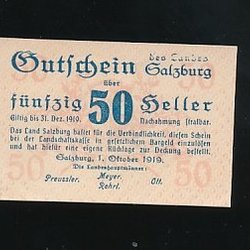 Gutschein des Landes Salzburg
über
fünfzig 50 Heller
Giltig bis 31. Dez. 1919. Nachahmung strafbar.
Das Land Salzburg haftet für die Verbindlichkeit, diesen Schein
bei der Landschaftskasse in gesetzlichem Bargeld einzulösen
und hat hiefür eine eigene Rücklage zur Deckung bestellt.
Salzburg, 1. Oktober 1919.
Die Landeshauptmänner:
Preussler. Meyer. Ott.
Rehrl.